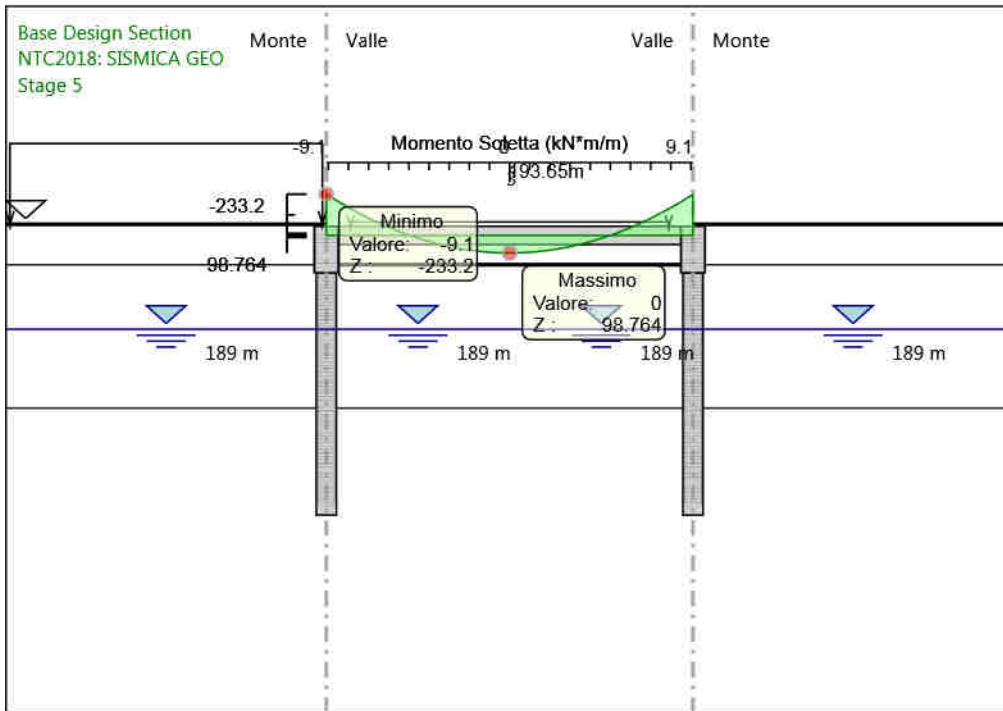 Base Design Section
NTC2018: SISMICA GEO
Stage 5
Monte
Valle
Valle
Monte
Momento Soletta (kN*m/m)
-9.1
9.1
-233.2
98.764
Minimo
Valore: -9.1
Z : -233.2
Massimo
Valore: 0
Z : 98.764
189 m
189 m
189 m
189 m